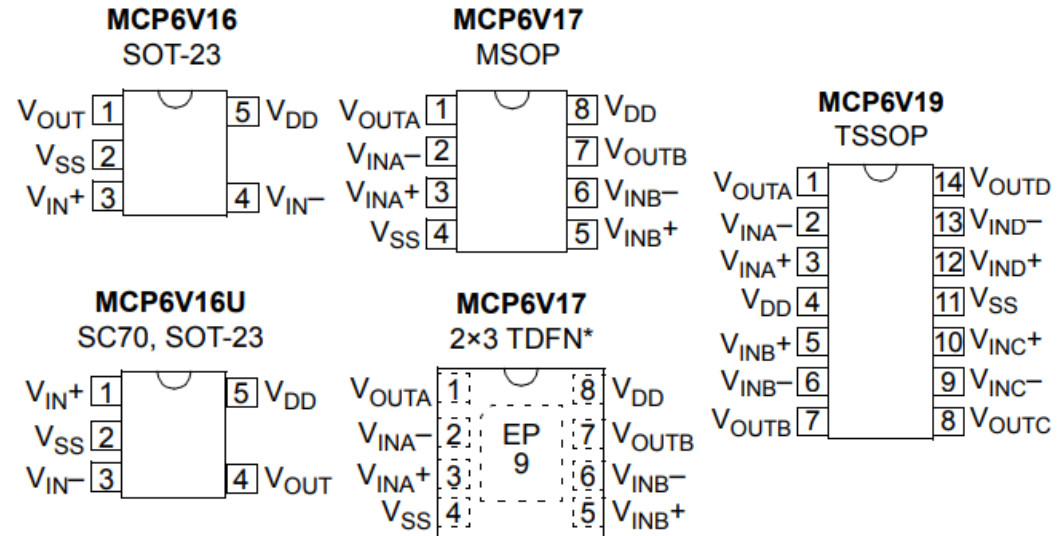 MCP6V16
SOT-23
VOUT 1 5 VDD
VSS 2
VIN+ 3 4 VIN–
MCP6V17
MSOP
VOUTA 1 8 VDD
VINA– 2 7 VOUTB
VINA+ 3 6 VINB–
VSS 4 5 VINB+
MCP6V19
TSSOP
VOUTA 1 14 VOUTD
VINA– 2 13 VIND–
VINA+ 3 12 VIND+
VDD 4 11 VSS
VINB+ 5 10 VINC+
VINB– 6 9 VINC–
VOUTB 7 8 VOUTC
MCP6V16U
SC70, SOT-23
VIN+ 1 5 VDD
VSS 2
VIN– 3 4 VOUT
MCP6V17
2×3 TDFN*
VOUTA 1 8 VDD
VINA– 2 EP 7 VOUTB
9
VINA+ 3 6 VINB–
VSS 4 5 VINB+